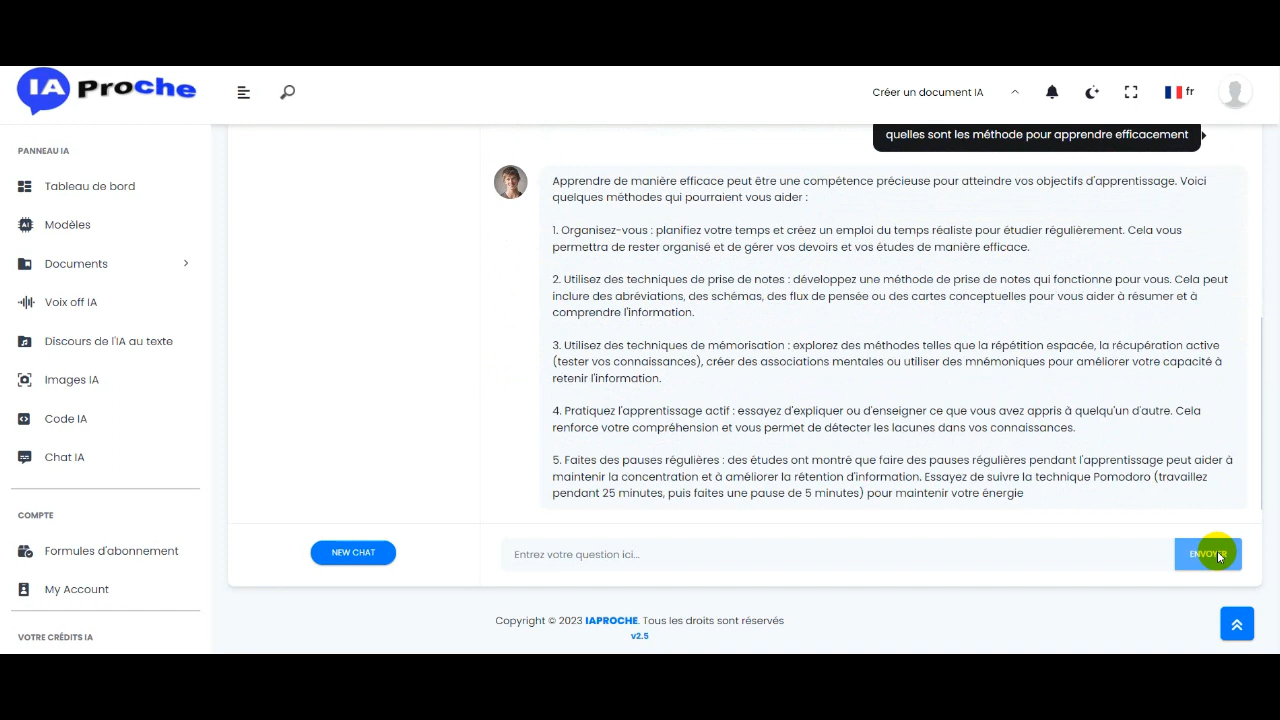 IA Proche
Créer un document IA
fr
PANNEAU IA
Tableau de bord
Modèles
Documents
Voix off IA
Discours de l'IA au texte
Images IA
Code IA
Chat IA
COMPTE
Formules d'abonnement
My Account
VOTRE CRÉDITS IA
quelles sont les méthode pour apprendre efficacement
Apprendre de manière efficace peut être une compétence précieuse pour atteindre vos objectifs d'apprentissage. Voici
quelques méthodes qui pourraient vous aider :
1. Organisez-vous : planifiez votre temps et créez un emploi du temps réaliste pour étudier régulièrement. Cela vous
permettra de rester organisé et de gérer vos devoirs et vos études de manière efficace.
2. Utilisez des techniques de prise de notes : développez une méthode de prise de notes qui fonctionne pour vous. Cela peut
inclure des abréviations, des schémas, des flux de pensée ou des cartes conceptuelles pour vous aider à résumer et à
comprendre l'information.
3. Utilisez des techniques de mémorisation : explorez des méthodes telles que la répétition espacée, la récupération active
(tester vos connaissances), créer des associations mentales ou utiliser des mnémoniques pour améliorer votre capacité à
retenir l'information.
4. Pratiquez l'apprentissage actif : essayez d'expliquer ou d'enseigner ce que vous avez appris à quelqu'un d'autre. Cela
renforce votre compréhension et vous permet de détecter les lacunes dans vos connaissances.
5. Faites des pauses régulières : des études ont montré que faire des pauses régulières pendant l'apprentissage peut aider à
maintenir la concentration et à améliorer la rétention d'information. Essayez de suivre la technique Pomodoro (travaillez
pendant 25 minutes, puis faites une pause de 5 minutes) pour maintenir votre énergie
NEW CHAT
Entrez votre question ici...
ENVOYER
Copyright © 2023 IAPROCHE. Tous les droits sont réservés
v2.5